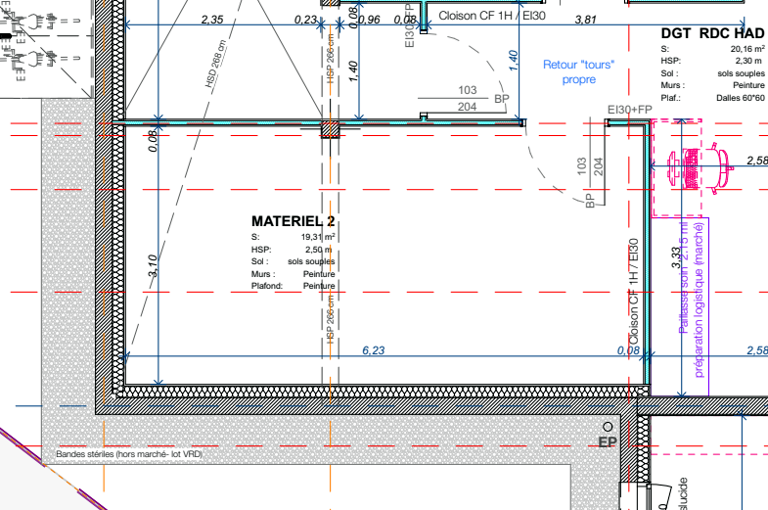 2,35
0,23
0,96
0,08
0,08
Cloison CF 1H / EI30
EI30+FP
3,81
DGT RDC HAD
S: 20,16 m²
HSP: 2,30 m
Sol : sols souples
Murs : Peinture
Plaf.: Dalles 60*60
HSD 268 cm
HSP 266 cm
1,40
1,40
Retour "tours"
propre
103
204
BP
EI30+FP
0,08
103
204
BP
2,58
MATERIEL 2
S: 19,31 m²
HSP: 2,50 m
Sol : sols souples
Murs : Peinture
Plafond: Peinture
3,10
HSP 266 cm
Cloison CF 1H / EI30
3,33
préparation logistique (marché)
6,23
0,08
2,58
EP
Bandes stériles (hors marché- lot VRD)